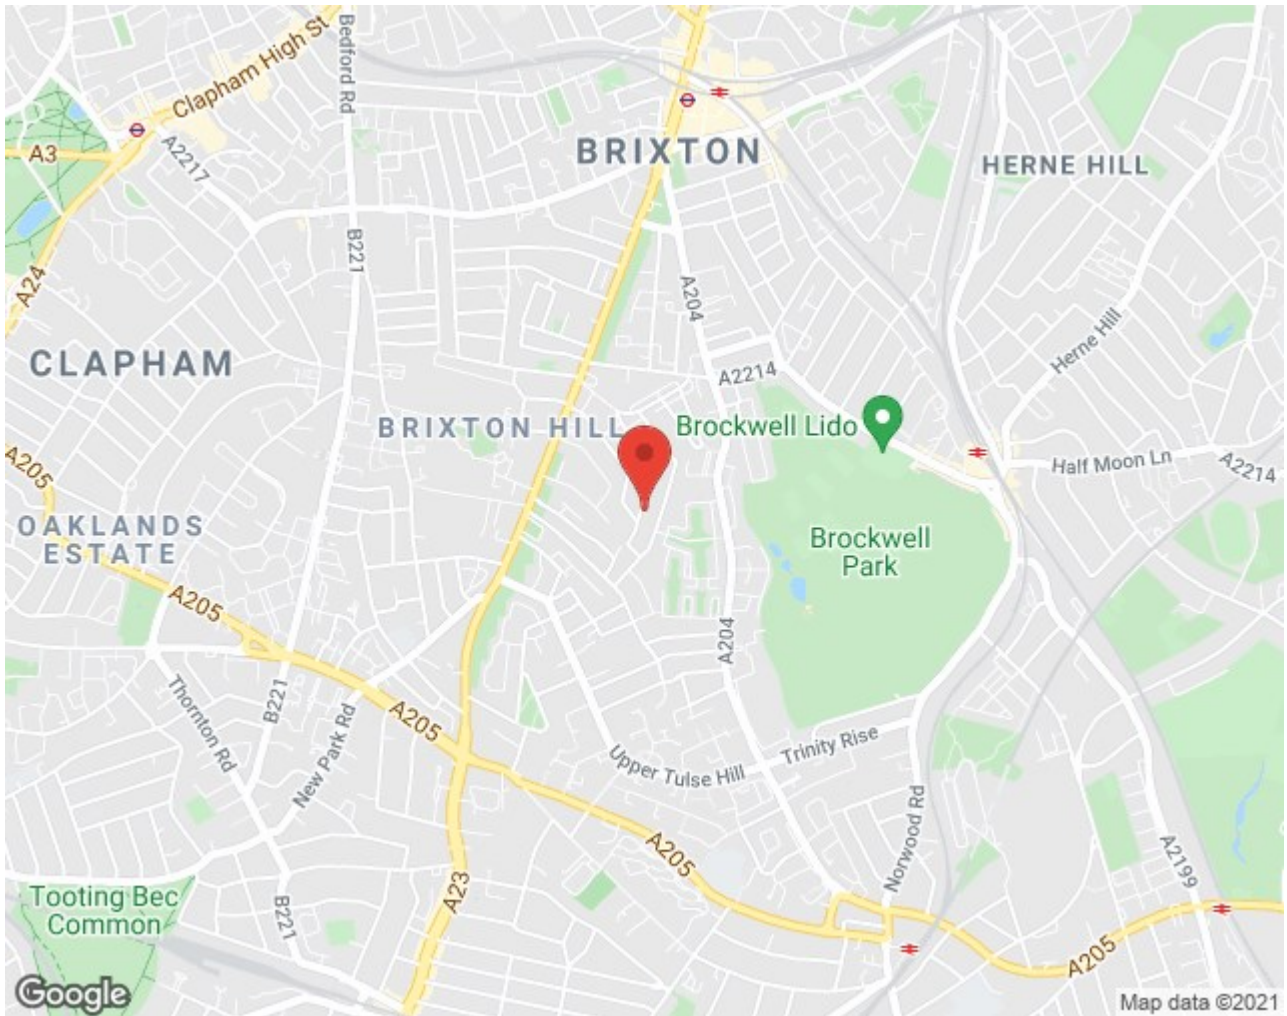 Clapham High St
Bedford Rd
A3
A2217
BRIXTON
HERNE HILL
B221
A24
A204
Herne Hill
CLAPHAM
A2214
BRIXTON HILL
Brockwell Lido
Half Moon Ln
A2214
A205
OAKLANDS
ESTATE
Brockwell
Park
A205
A204
Thornton Rd
B221
New Park Rd
A205
Upper Tulse Hill
Trinity Rise
Norwood Rd
A205
A2199
A23
Tooting Bec
Common
B221
A205
Google
Map data ©2021